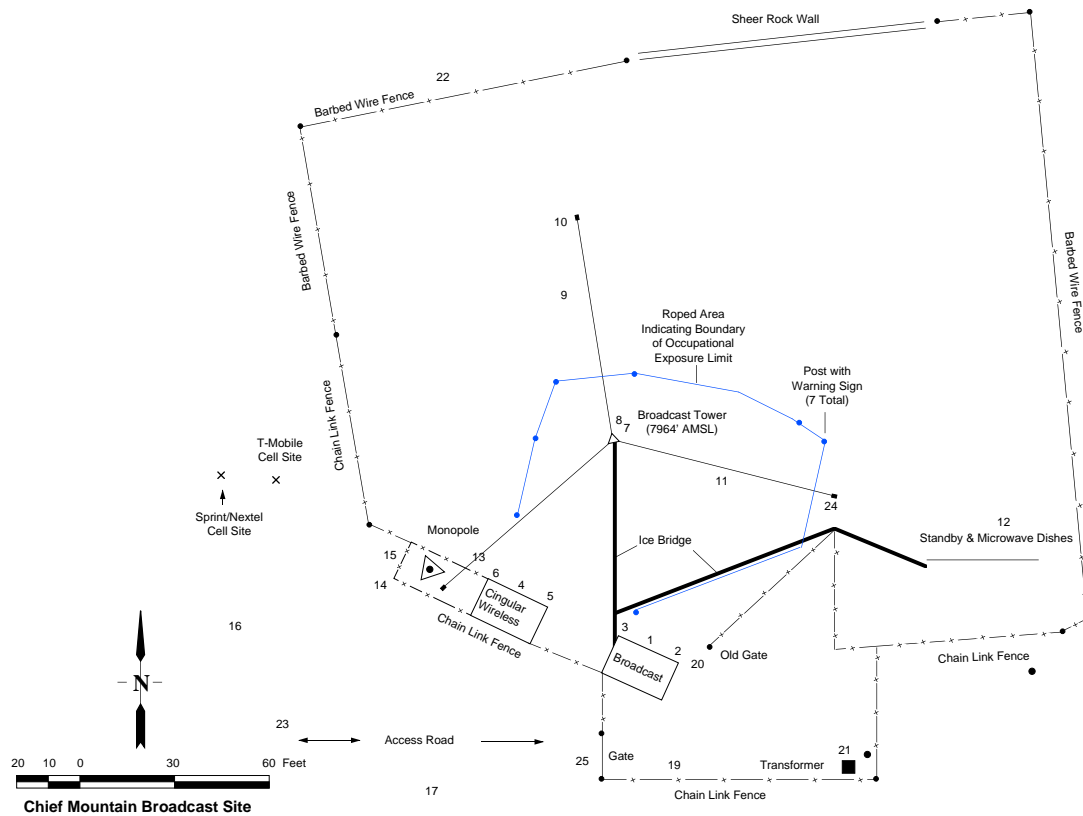 Sheer Rock Wall
22
Barbed Wire Fence
Barbed Wire Fence
10
Barbed Wire Fence
9
Roped Area
Indicating Boundary
of Occupational
Exposure Limit
Post with
Warning Sign
(7 Total)
Chain Link Fence
8
7
Broadcast Tower
(7964' AMSL)
T-Mobile
Cell Site
11
24
Sprint/Nextel
Cell Site
Monopole
12
Standby & Microwave Dishes
Ice Bridge
15
13
14
6
4
5
Cingular
Wireless
Chain Link Fence
16
3
1
2
20
Broadcast
Old Gate
Chain Link Fence
N
23
Access Road
25
Gate
19
Transformer
21
Chain Link Fence
17
20
10
0
30
60
Feet
Chief Mountain Broadcast Site